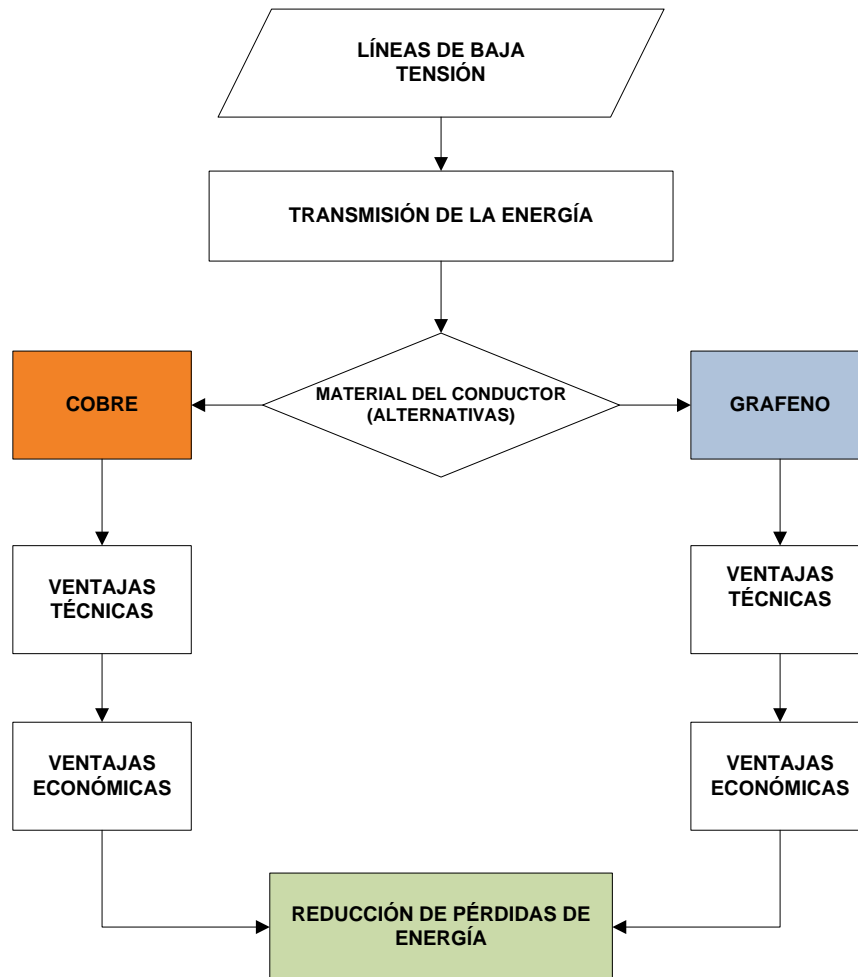 LÍNEAS DE BAJA
TENSIÓN
TRANSMISIÓN DE LA ENERGÍA
MATERIAL DEL CONDUCTOR
(ALTERNATIVAS)
COBRE
GRAFENO
VENTAJAS
TÉCNICAS
VENTAJAS
TÉCNICAS
VENTAJAS
ECONÓMICAS
VENTAJAS
ECONÓMICAS
REDUCCIÓN DE PÉRDIDAS DE
ENERGÍA